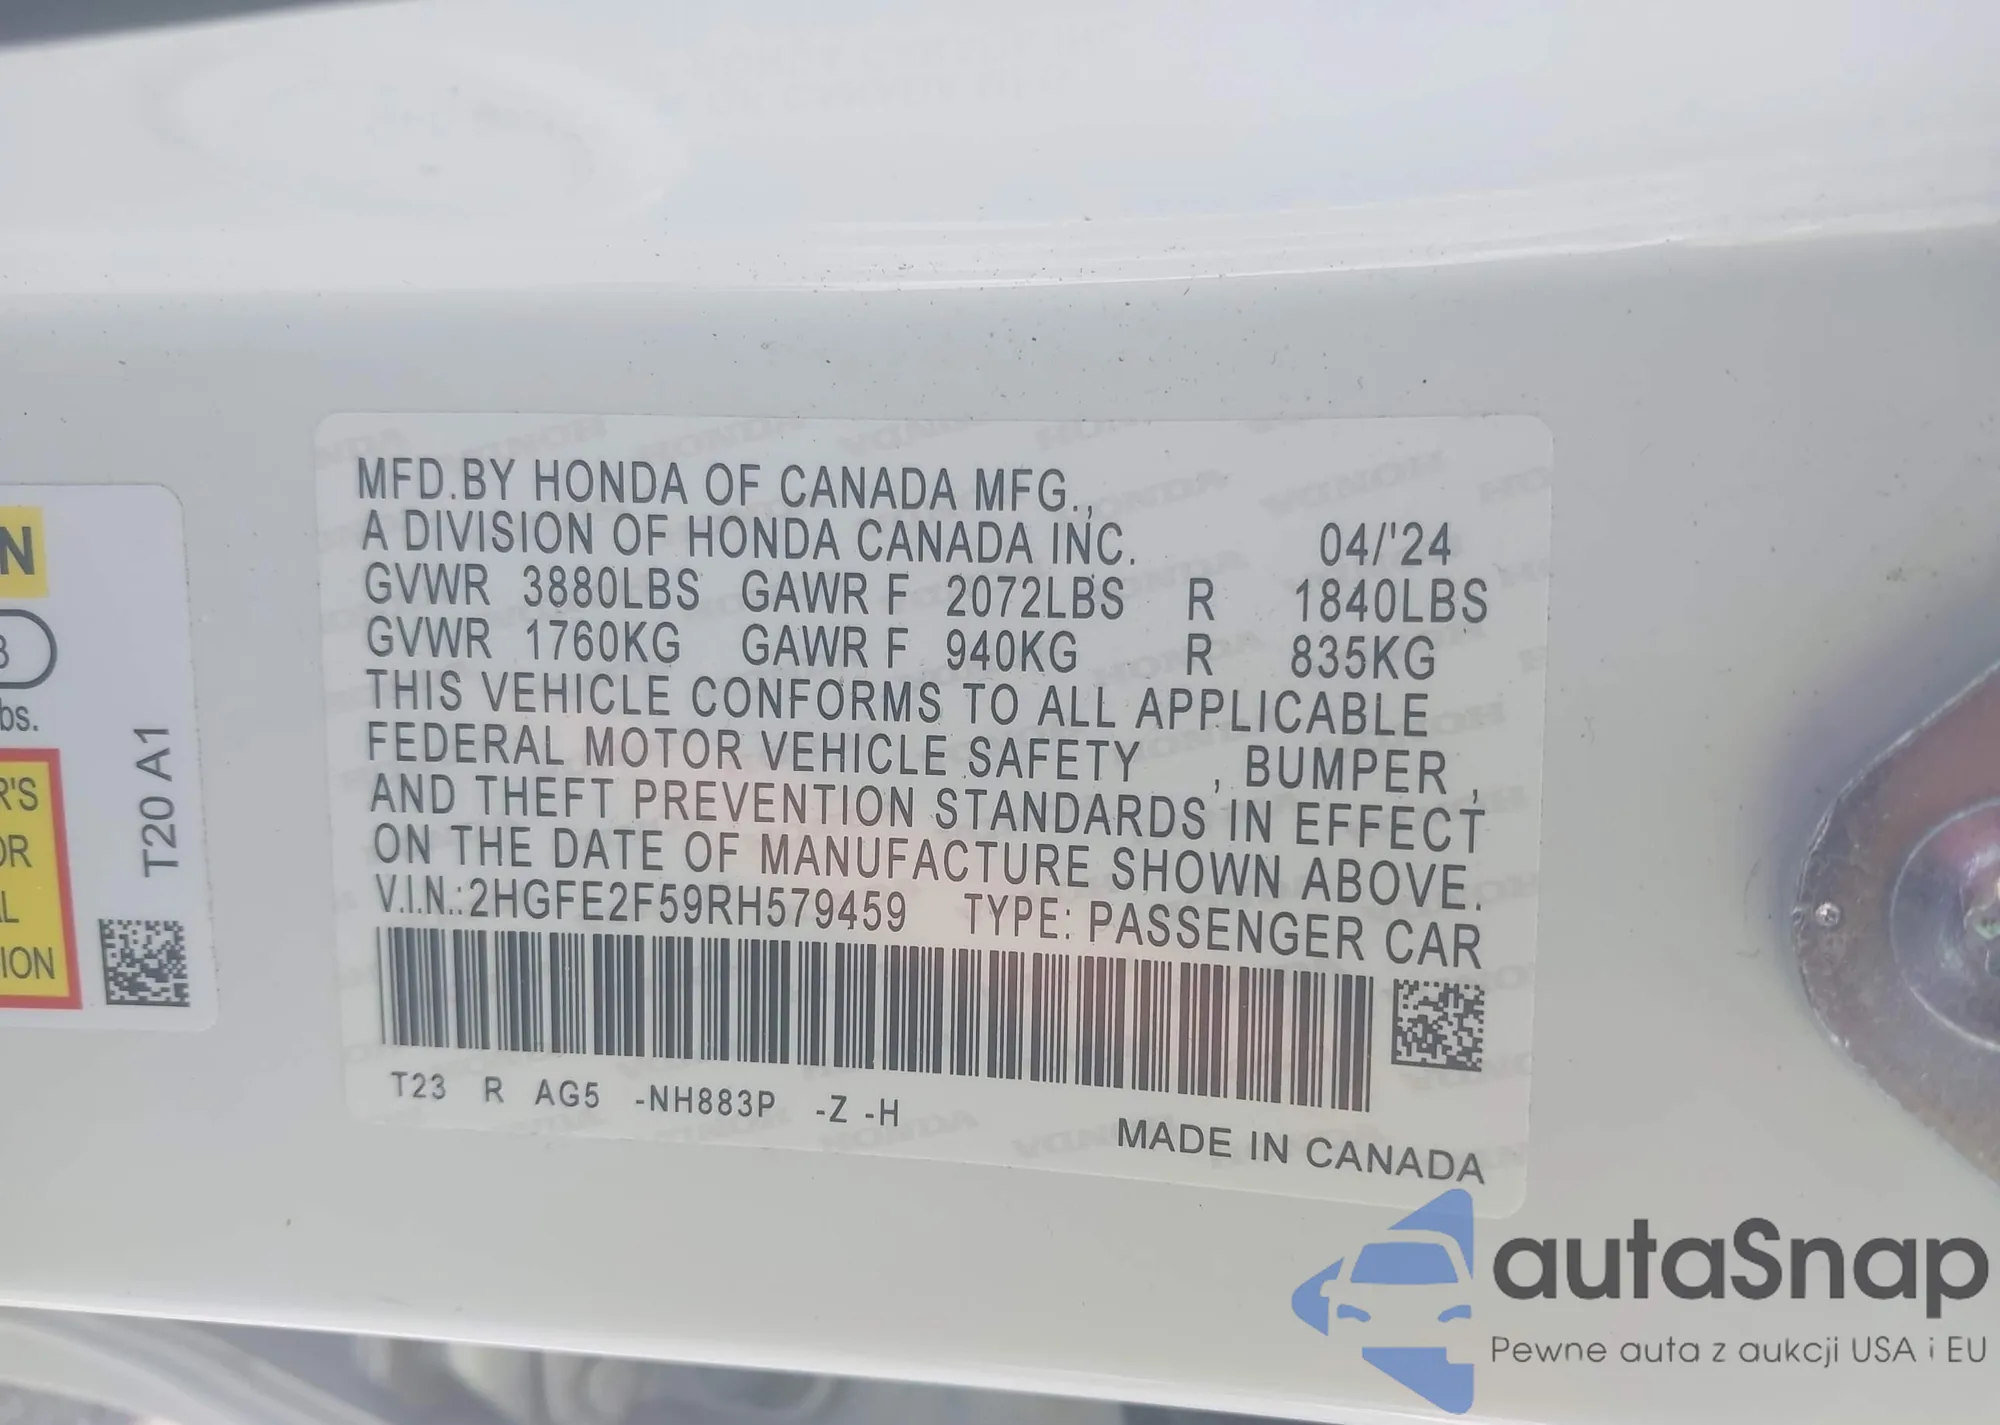 MFD.BY HONDA OF CANADA MFG.,
A DIVISION OF HONDA CANADA INC. 04/'24
GVWR 3880LBS GAWR F 2072LBS R 1840LBS
GVWR 1760KG GAWR F 940KG R 835KG
THIS VEHICLE CONFORMS TO ALL APPLICABLE
FEDERAL MOTOR VEHICLE SAFETY , BUMPER ,
AND THEFT PREVENTION STANDARDS IN EFFECT
ON THE DATE OF MANUFACTURE SHOWN ABOVE.
V.I.N.:2HGFE2F59RH579459 TYPE: PASSENGER CAR
T23 R AG5 -NH883P -Z -H
MADE IN CANADA
N
bs.
R'S
OR
L
ION
T20 A1
autaSnap
Pewne auta z aukcji USA i EU